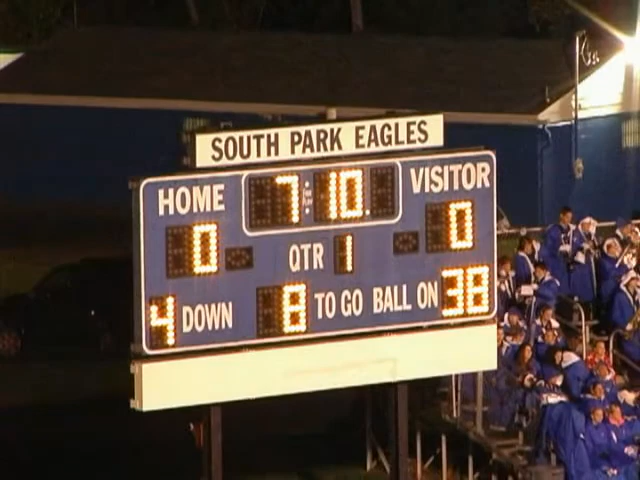 SOUTH PARK EAGLES
HOME 7 10 VISITOR
0 QTR 1 0
4 DOWN 8 TO GO BALL ON 38